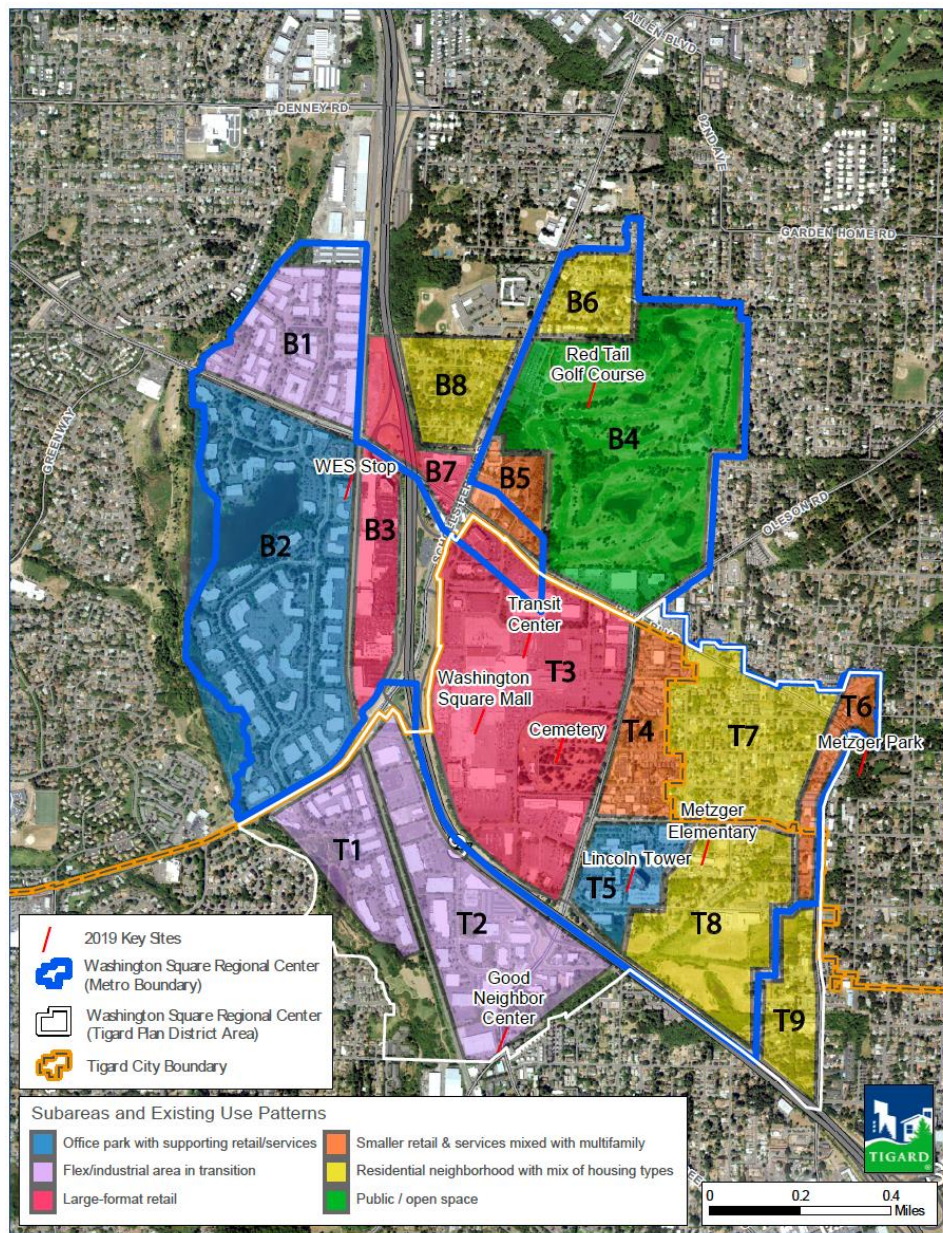 ALLEN BLVD
DENNEY RD
92ND AVE
GARDEN HOME RD
B6
B1
Red Tail
Golf Course
B8
B4
GREENWAY
WES Stop
B7
B5
OLESON RD
B2
B3
Transit
Center
T3
Washington
Square Mall
T6
Cemetery
T4
T7
Metzger Park
Metzger
Elementary
T1
Lincoln Tower
T5
T2
T8
Good
Neighbor
Center
T9
2019 Key Sites
Washington Square Regional Center
(Metro Boundary)
Washington Square Regional Center
(Tigard Plan District Area)
Tigard City Boundary
Subareas and Existing Use Patterns
Office park with supporting retail/services
Flex/industrial area in transition
Large-format retail
Smaller retail & services mixed with multifamily
Residential neighborhood with mix of housing types
Public / open space
TIGARD
0 0.2 0.4
Miles